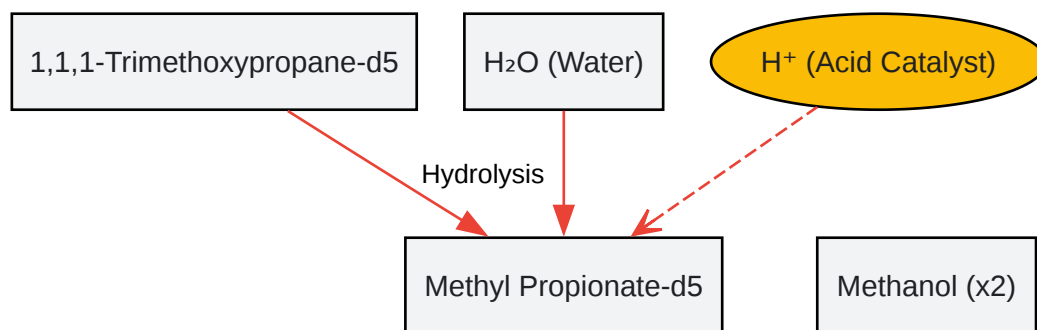 1,1,1-Trimethoxypropane-d5
H₂O (Water)
H⁺ (Acid Catalyst)
Hydrolysis
Methyl Propionate-d5
Methanol (x2)